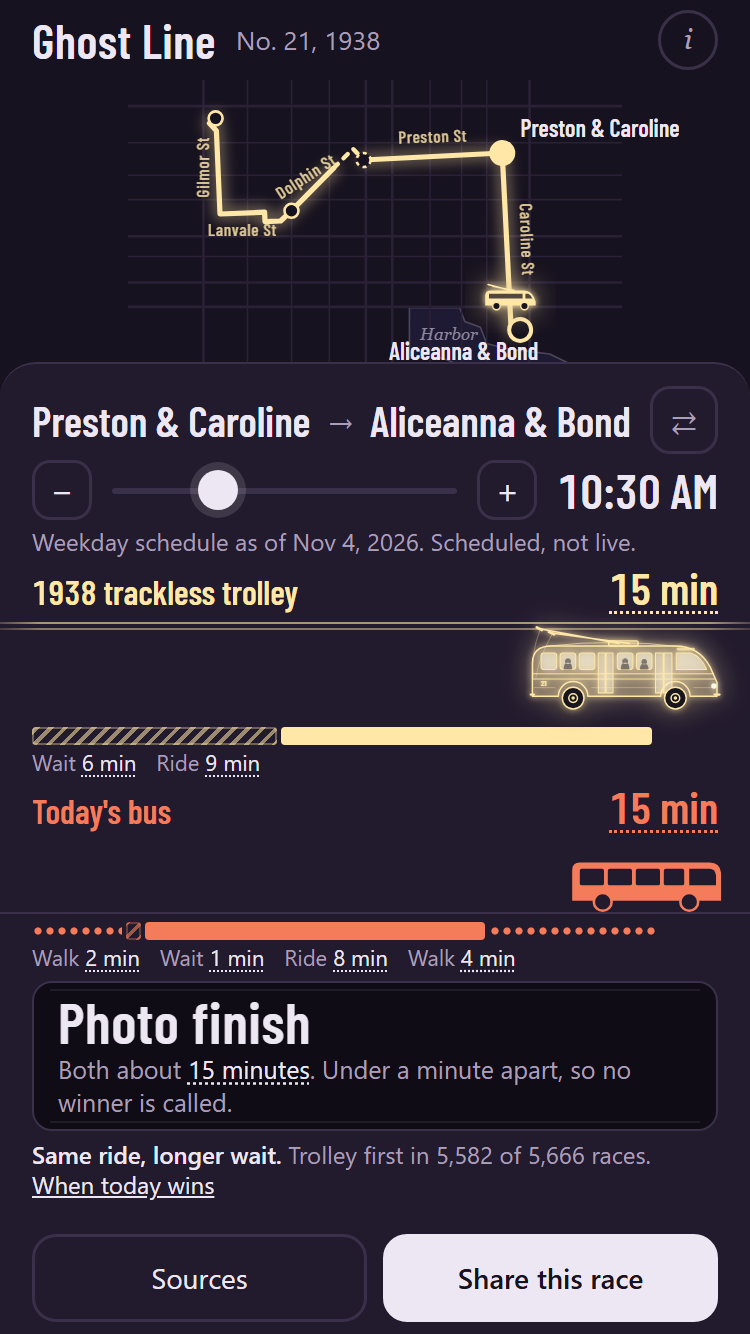 Ghost Line No. 21, 1938 i
Preston & Caroline
Preston St
Gilmor St
Dolphin St
Lanvale St
Caroline St
Harbor
Aliceanna & Bond
Preston & Caroline → Aliceanna & Bond ⇄
− + 10:30 AM
Weekday schedule as of Nov 4, 2026. Scheduled, not live.
1938 trackless trolley 15 min
21
Wait 6 min Ride 9 min
Today's bus 15 min
Walk 2 min Wait 1 min Ride 8 min Walk 4 min
Photo finish
Both about 15 minutes. Under a minute apart, so no
winner is called.
Same ride, longer wait. Trolley first in 5,582 of 5,666 races.
When today wins
Sources Share this race